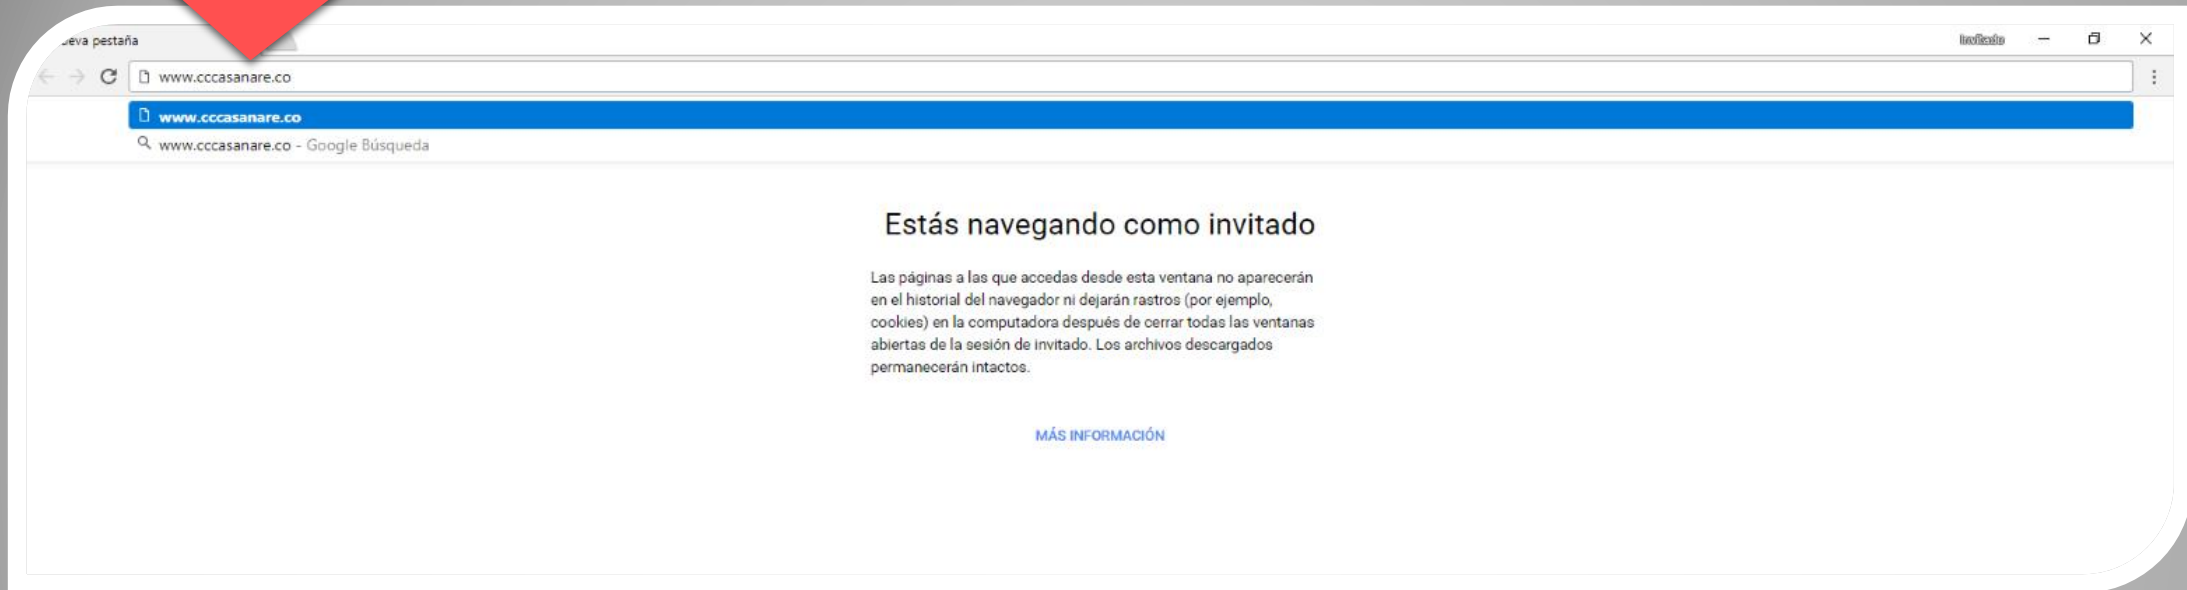 eva pestaña
Invitado
www.cccasanare.co
www.cccasanare.co
www.cccasanare.co - Google Búsqueda
Estás navegando como invitado
Las páginas a las que accedas desde esta ventana no aparecerán
en el historial del navegador ni dejarán rastros (por ejemplo,
cookies) en la computadora después de cerrar todas las ventanas
abiertas de la sesión de invitado. Los archivos descargados
permanecerán intactos.
MÁS INFORMACIÓN